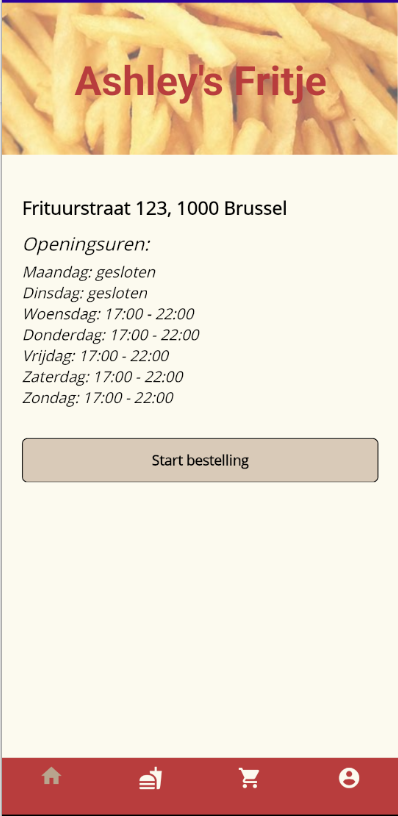 Ashley's Fritje
Frituurstraat 123, 1000 Brussel
Openingsuren:
Maandag: gesloten
Dinsdag: gesloten
Woensdag: 17:00 - 22:00
Donderdag: 17:00 - 22:00
Vrijdag: 17:00 - 22:00
Zaterdag: 17:00 - 22:00
Zondag: 17:00 - 22:00
Start bestelling